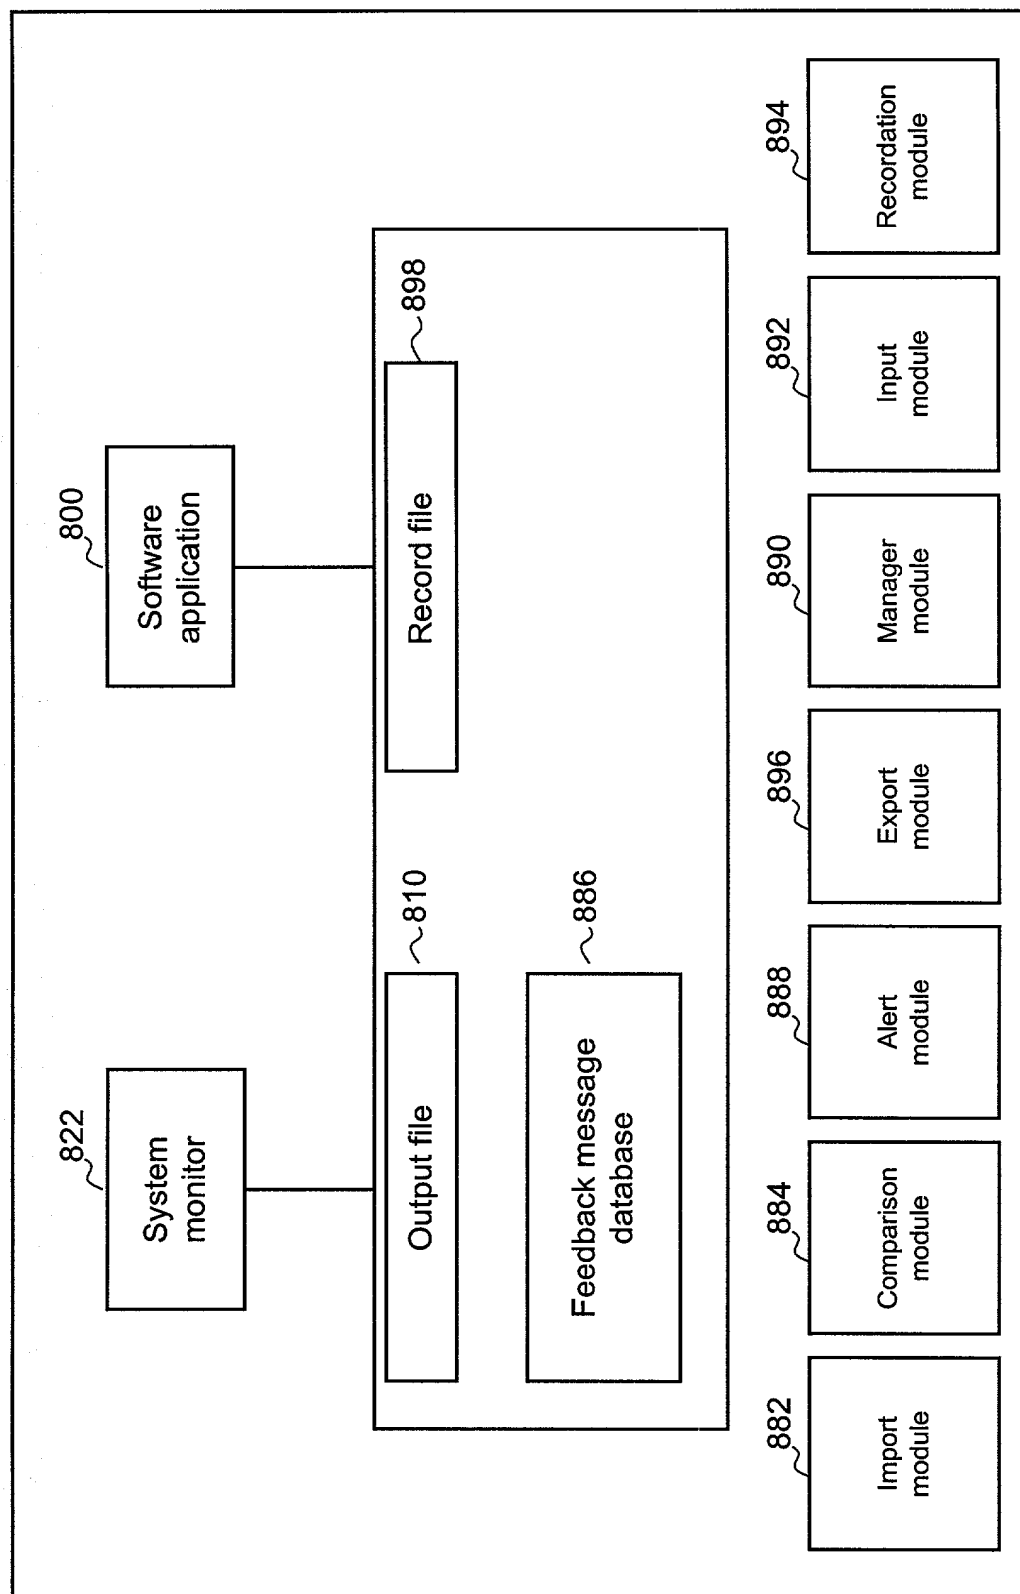 822
System
monitor
800
Software
application
Output file
810
Record file
898
Feedback message
database
886
882
Import
module
884
Comparison
module
888
Alert
module
896
Export
module
890
Manager
module
892
Input
module
894
Recordation
module